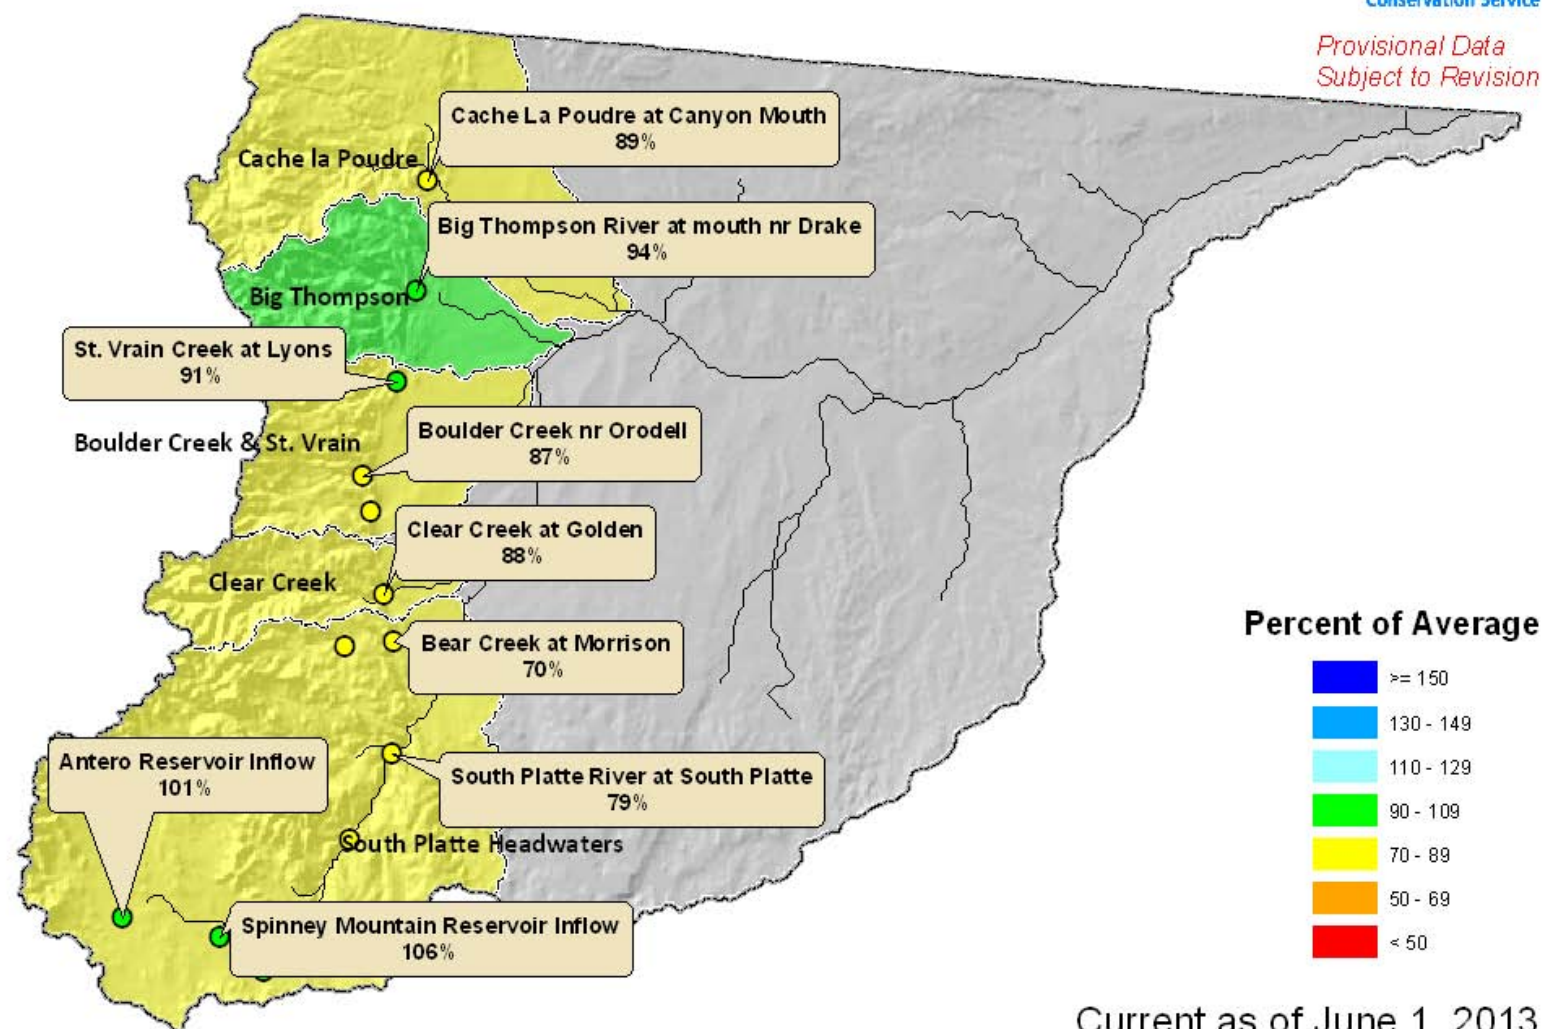 Conservation Service
Provisional Data
Subject to Revision
Cache La Poudre at Canyon Mouth
89%
Cache la Poudre
Big Thompson River at mouth nr Drake
94%
Big Thompson
St. Vrain Creek at Lyons
91%
Boulder Creek & St. Vrain
Boulder Creek nr Orodell
87%
Clear Creek at Golden
88%
Clear Creek
Bear Creek at Morrison
70%
Antero Reservoir Inflow
101%
South Platte River at South Platte
79%
South Platte Headwaters
Spinney Mountain Reservoir Inflow
106%
Percent of Average
>= 150
130 - 149
110 - 129
90 - 109
70 - 89
50 - 69
< 50
Current as of June 1, 2013